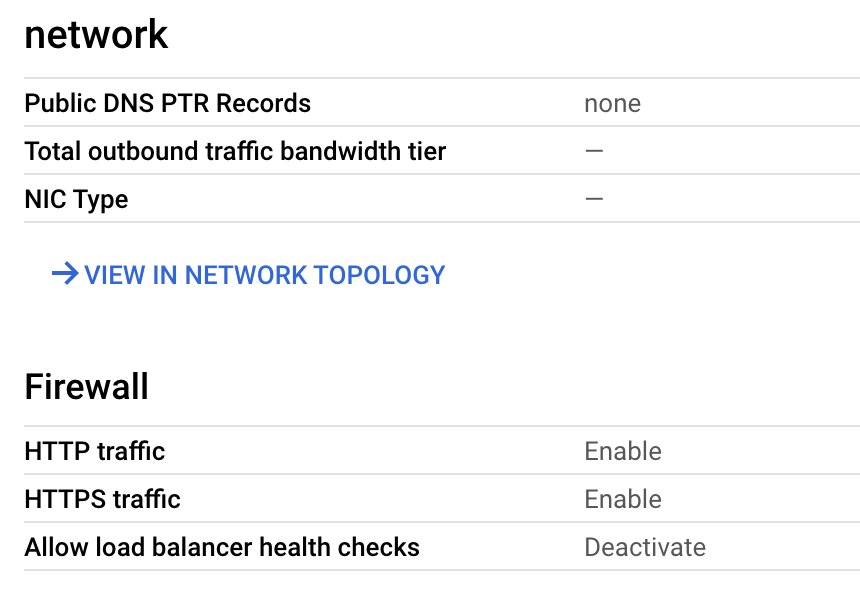 network
Public DNS PTR Records none
Total outbound traffic bandwidth tier —
NIC Type —
VIEW IN NETWORK TOPOLOGY
Firewall
HTTP traffic Enable
HTTPS traffic Enable
Allow load balancer health checks Deactivate